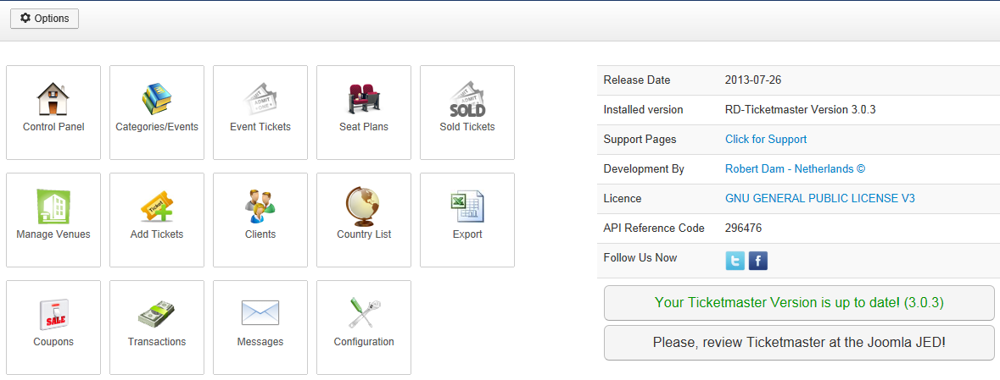 Options
Control Panel
Categories/Events
Event Tickets
Seat Plans
Sold Tickets
ADMIT
ADMIT
ONE
ADMIT
SOLD
Manage Venues
Add Tickets
Clients
Country List
Export
Ticket
Coupons
Transactions
Messages
Configuration
SALE
Release Date 2013-07-26
Installed version RD-Ticketmaster Version 3.0.3
Support Pages Click for Support
Development By Robert Dam - Netherlands ©
Licence GNU GENERAL PUBLIC LICENSE V3
API Reference Code 296476
Follow Us Now
Your Ticketmaster Version is up to date! (3.0.3)
Please, review Ticketmaster at the Joomla JED!